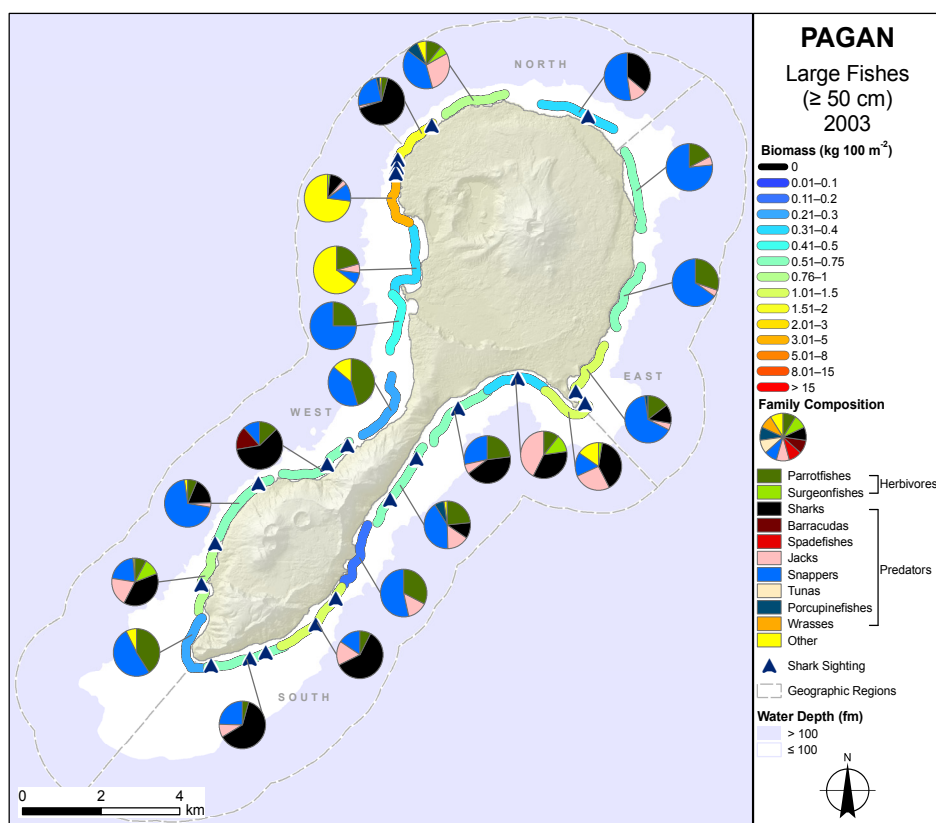 PAGAN
Large Fishes
(≥ 50 cm)
2003
Biomass (kg 100 m⁻²)
0
0.01–0.1
0.11–0.2
0.21–0.3
0.31–0.4
0.41–0.5
0.51–0.75
0.76–1
1.01–1.5
1.51–2
2.01–3
3.01–5
5.01–8
8.01–15
> 15
Family Composition
Parrotfishes
Surgeonfishes
Herbivores
Sharks
Barracudas
Spadefishes
Jacks
Snappers
Predators
Tunas
Porcupinefishes
Wrasses
Other
Shark Sighting
Geographic Regions
Water Depth (fm)
> 100
≤ 100
N
NORTH
EAST
WEST
SOUTH
0 2 4
km